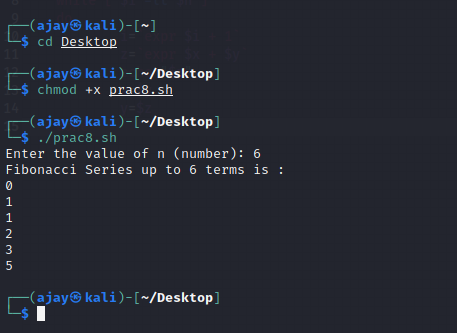 ┌──(ajay㉿kali)-[~]
└─$ cd Desktop
┌──(ajay㉿kali)-[~/Desktop]
└─$ chmod +x prac8.sh
┌──(ajay㉿kali)-[~/Desktop]
└─$ ./prac8.sh
Enter the value of n (number): 6
Fibonacci Series up to 6 terms is :
0
1
1
2
3
5
┌──(ajay㉿kali)-[~/Desktop]
└─$